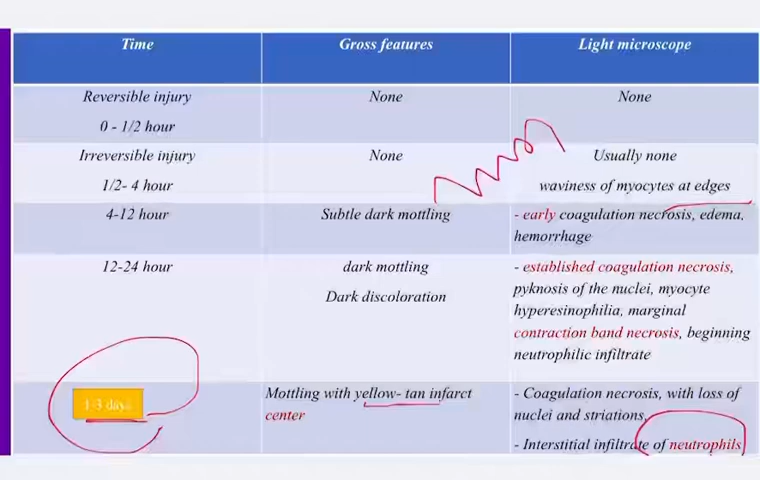 Time Gross features Light microscope
Reversible injury None None
0 - 1/2 hour
Irreversible injury None Usually none
1/2- 4 hour waviness of myocytes at edges
4-12 hour Subtle dark mottling - early coagulation necrosis, edema,
hemorrhage
12-24 hour dark mottling - established coagulation necrosis,
Dark discoloration pyknosis of the nuclei, myocyte
hyperesinophilia, marginal
contraction band necrosis, beginning
neutrophilic infiltrate
1-3 days Mottling with yellow- tan infarct - Coagulation necrosis, with loss of
center nuclei and striations,
- Interstitial infiltrate of neutrophils